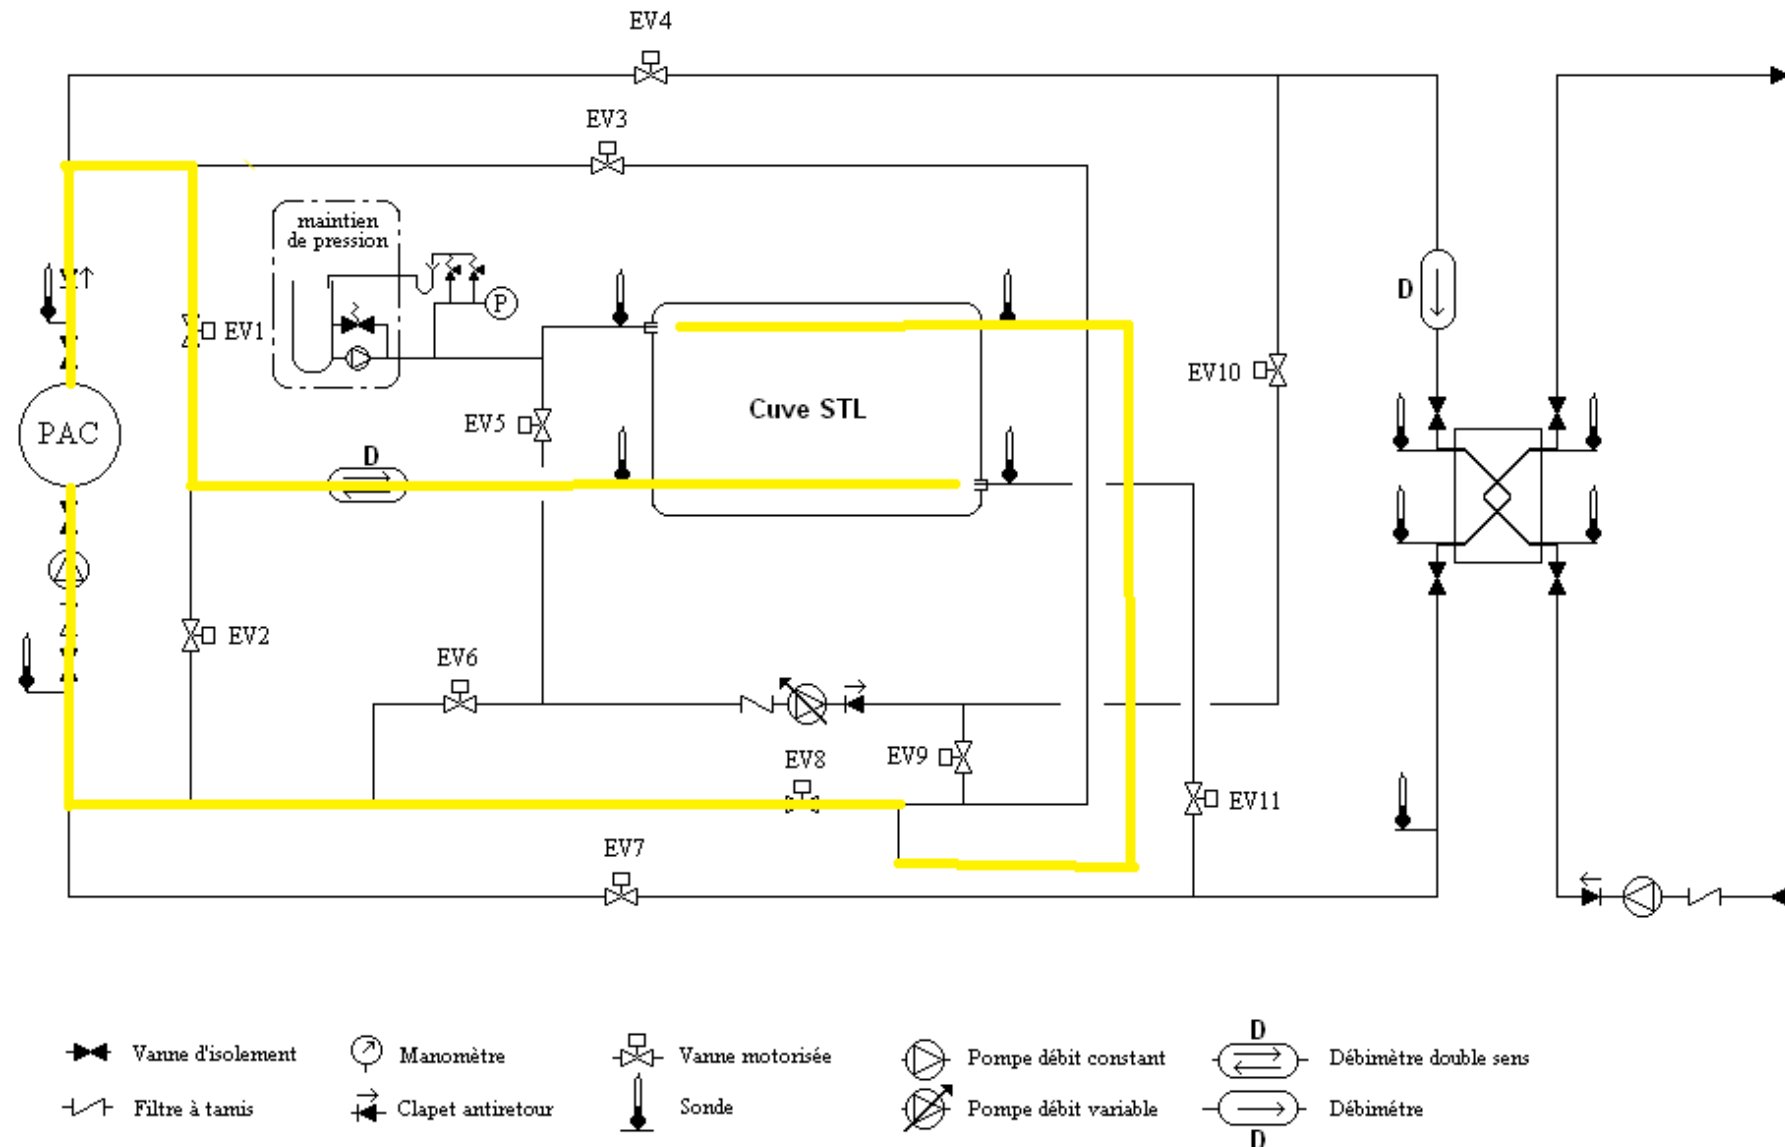 EV4
EV3
maintien
de pression
P
EV1
D
EV10
Cuve STL
EV5
PAC
D
EV2
EV6
EV8
EV9
EV11
EV7
D
Vanne d'isolement
Manomètre
Vanne motorisée
Pompe débit constant
Débimètre double sens
Filtre à tamis
Clapet antiretour
Sonde
Pompe débit variable
Débimétre
D